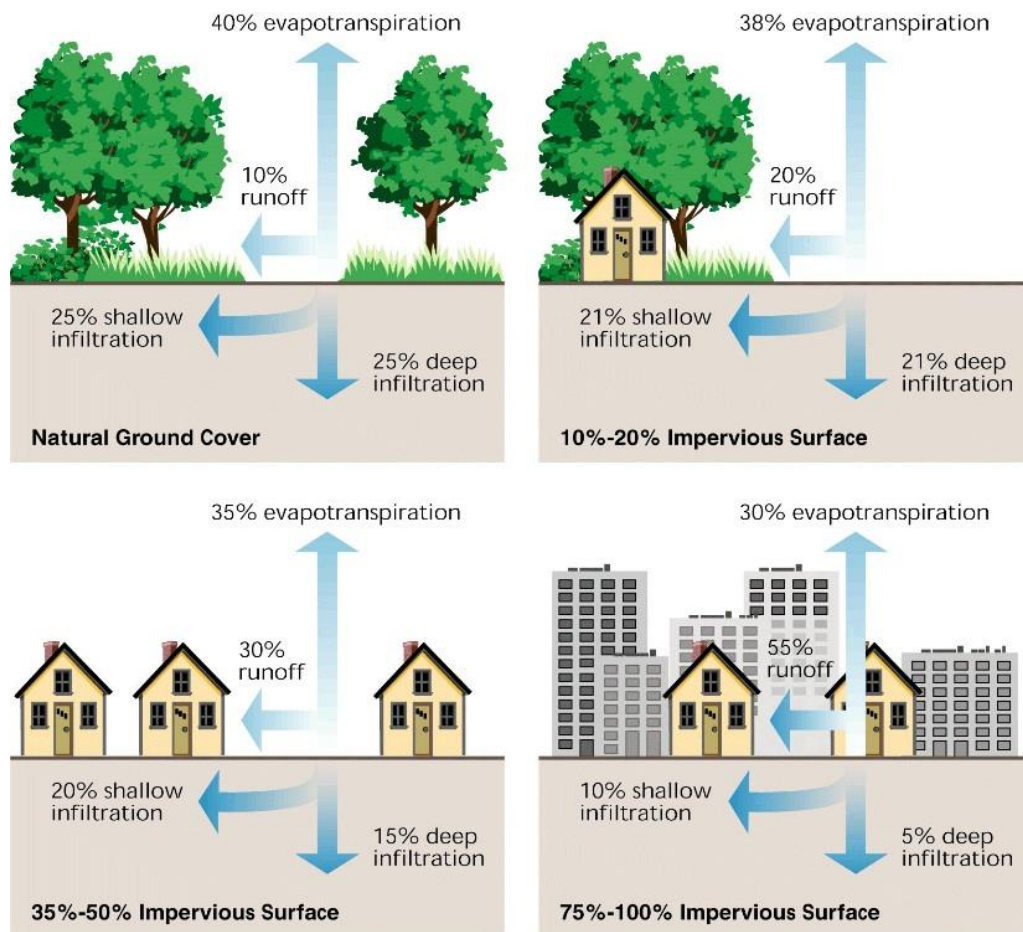 40% evapotranspiration
10%
runoff
25% shallow
infiltration
25% deep
infiltration
Natural Ground Cover
38% evapotranspiration
20%
runoff
21% shallow
infiltration
21% deep
infiltration
10%-20% Impervious Surface
35% evapotranspiration
30%
runoff
20% shallow
infiltration
15% deep
infiltration
35%-50% Impervious Surface
30% evapotranspiration
55%
runoff
10% shallow
infiltration
5% deep
infiltration
75%-100% Impervious Surface